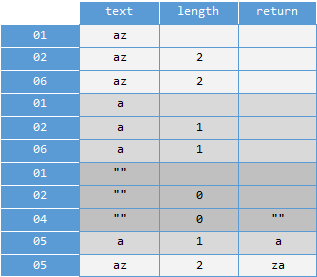 text length return
01 az
02 az 2
06 az 2
01 a
02 a 1
06 a 1
01 ""
02 "" 0
04 "" 0 ""
05 a 1 a
05 az 2 za